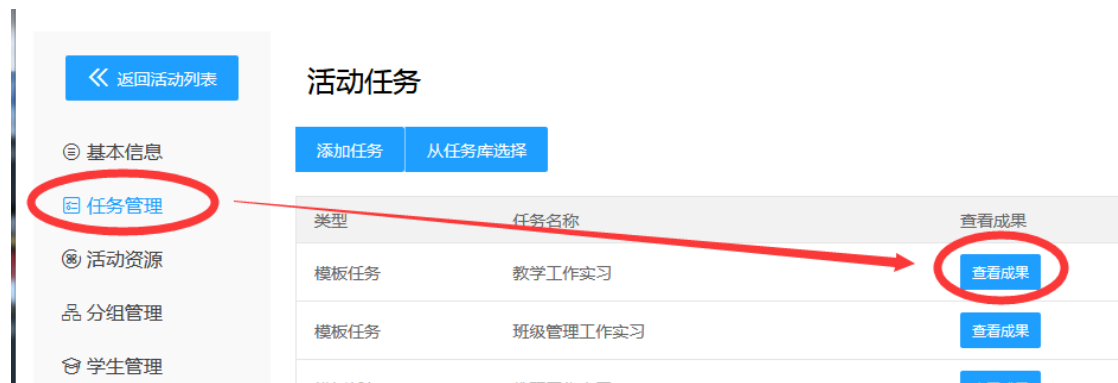 返回活动列表
活动任务
基本信息
添加任务 从任务库选择
任务管理
类型 任务名称 查看成果
活动资源
模板任务 教学工作实习 查看成果
分组管理
模板任务 班级管理工作实习 查看成果
学生管理